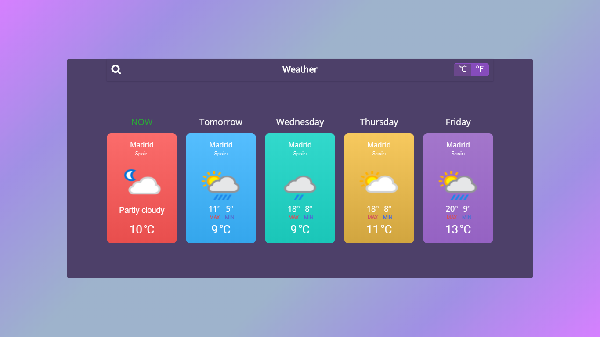 Weather
°C °F
NOW
Madrid
Spain
Partly cloudy
10 °C
Tomorrow
Madrid
Spain
11° 5°
MAX MIN
9 °C
Wednesday
Madrid
Spain
18° 8°
MAX MIN
9 °C
Thursday
Madrid
Spain
18° 8°
MAX MIN
11 °C
Friday
Madrid
Spain
20° 9°
MAX MIN
13 °C